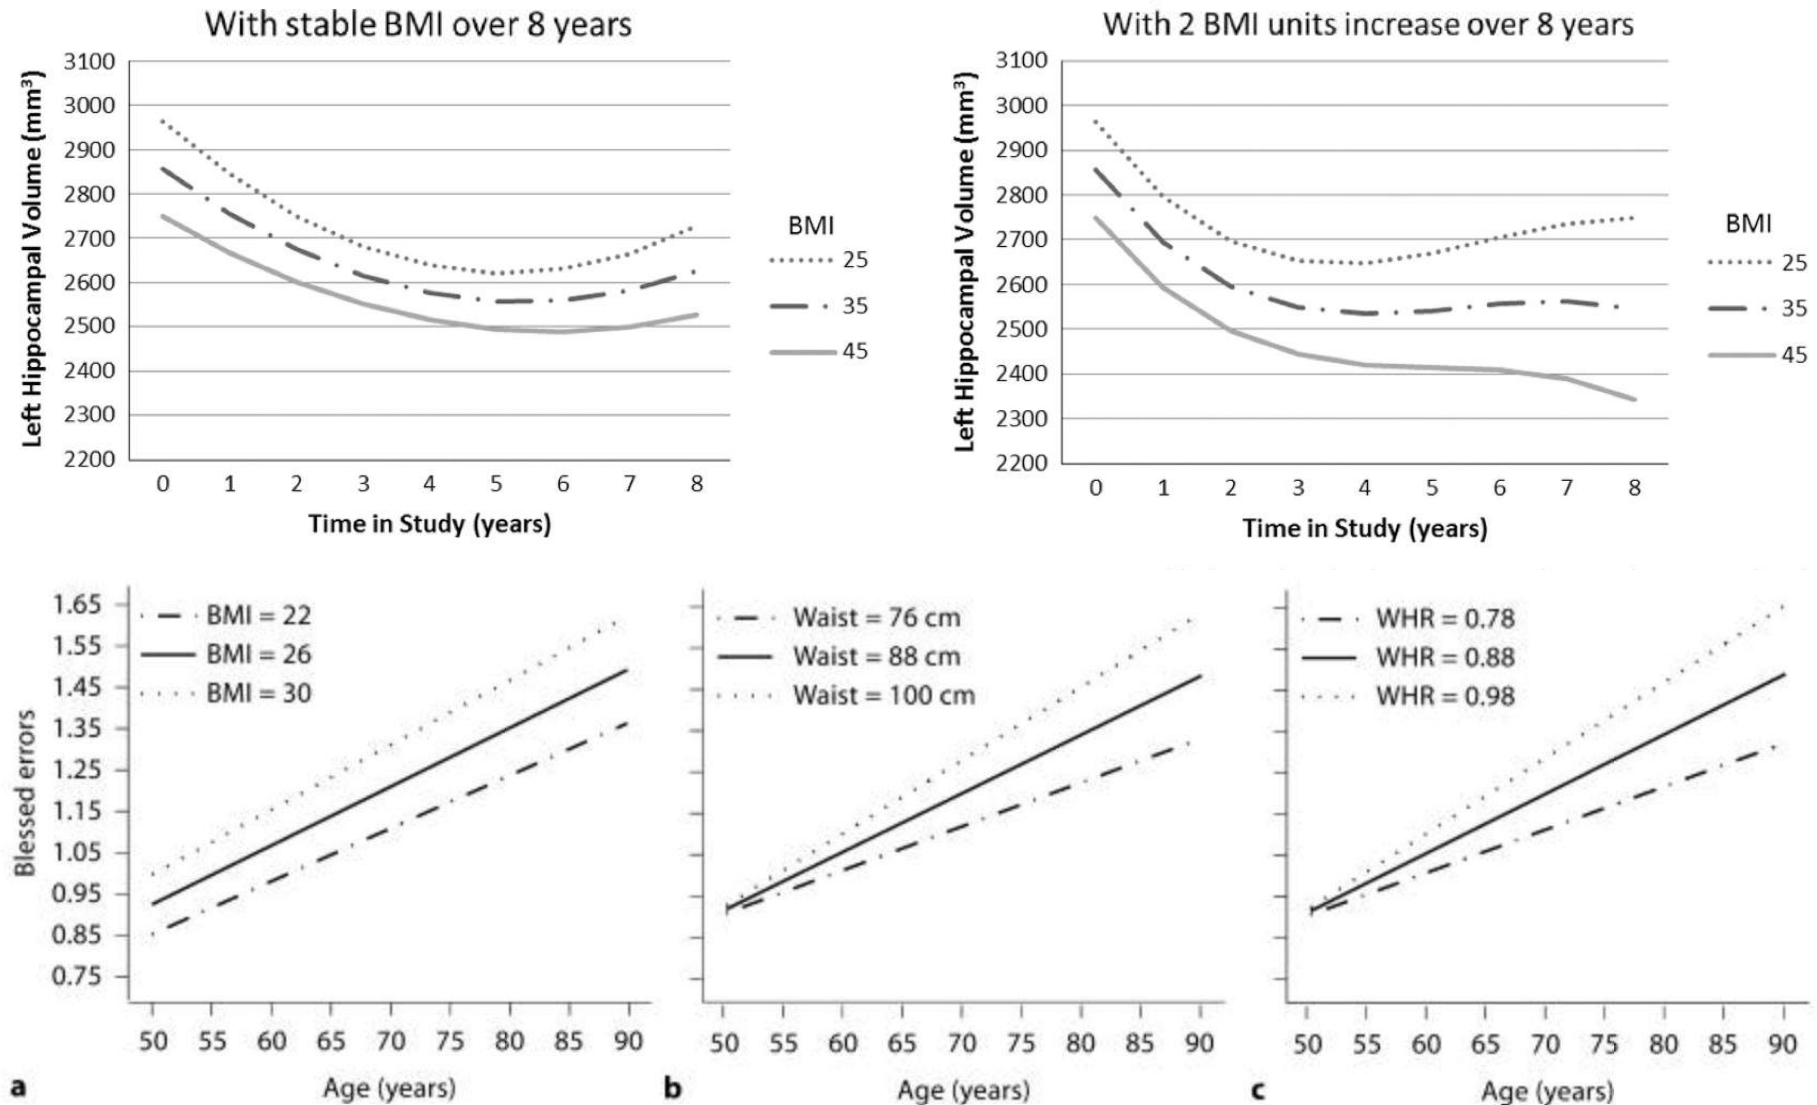 With stable BMI over 8 years
Left Hippocampal Volume (mm³)
3100
3000
2900
2800
2700
2600
2500
2400
2300
2200
0 1 2 3 4 5 6 7 8
Time in Study (years)
BMI
25
35
45
With 2 BMI units increase over 8 years
Left Hippocampal Volume (mm³)
3100
3000
2900
2800
2700
2600
2500
2400
2300
2200
0 1 2 3 4 5 6 7 8
Time in Study (years)
BMI
25
35
45
Blessed errors
1.65
1.55
1.45
1.35
1.25
1.15
1.05
0.95
0.85
0.75
BMI = 22
BMI = 26
BMI = 30
50 55 60 65 70 75 80 85 90
a Age (years)
Waist = 76 cm
Waist = 88 cm
Waist = 100 cm
50 55 60 65 70 75 80 85 90
b Age (years)
WHR = 0.78
WHR = 0.88
WHR = 0.98
50 55 60 65 70 75 80 85 90
c Age (years)